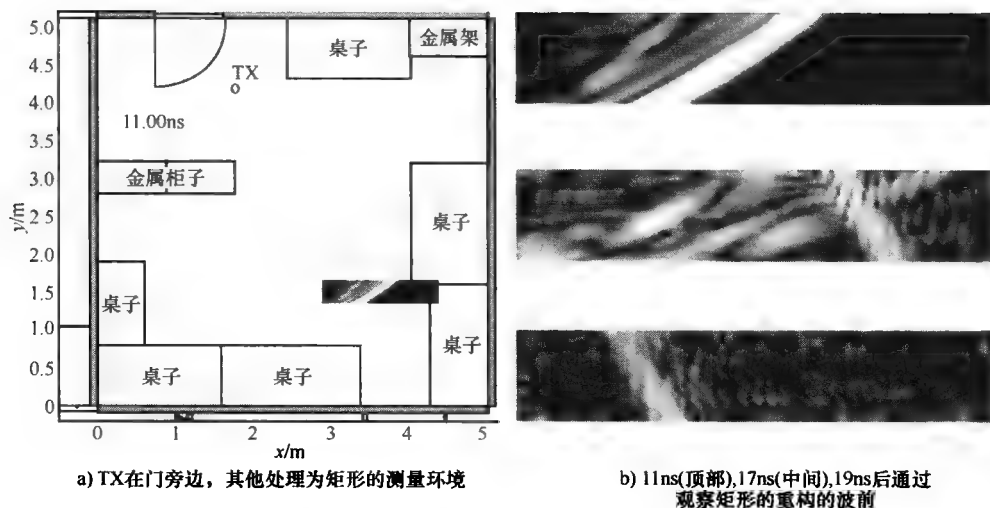 5.0
4.5
4.0
3.5
3.0
2.5
2.0
1.5
1.0
0.5
0
y/m
桌子
金属架
TX
11.00ns
金属柜子
桌子
桌子
桌子
桌子
桌子
0 1 2 3 4 5
x/m
a) TX在门旁边，其他处理为矩形的测量环境
b) 11ns(顶部),17ns(中间),19ns后通过
观察矩形的重构的波前